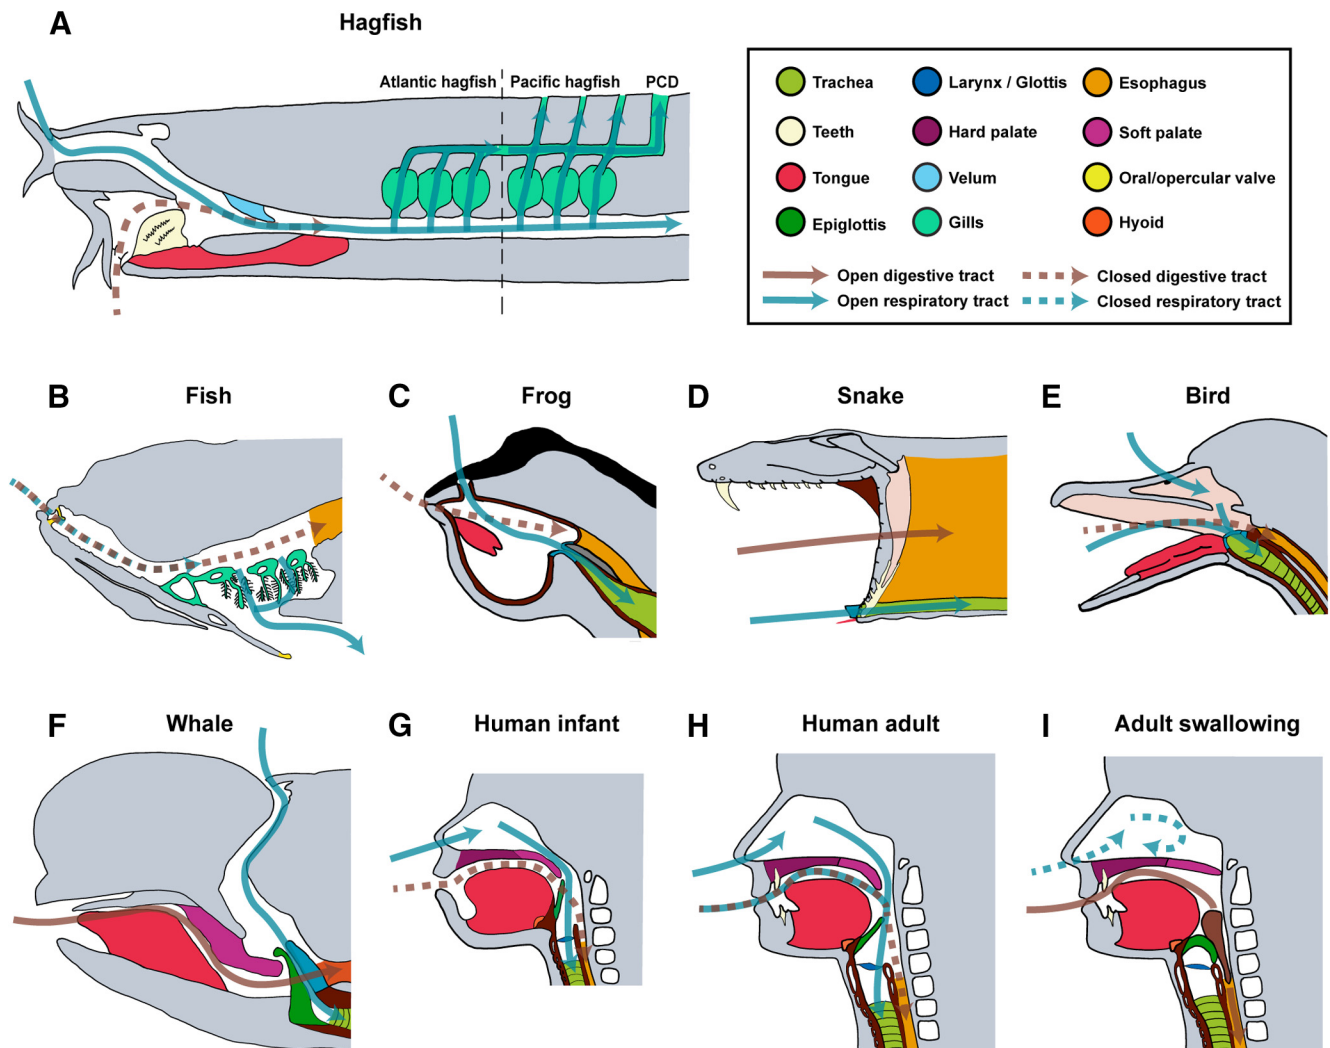 A
Hagfish
Atlantic hagfish
Pacific hagfish
PCD
Trachea
Larynx / Glottis
Esophagus
Teeth
Hard palate
Soft palate
Tongue
Velum
Oral/opercular valve
Epiglottis
Gills
Hyoid
Open digestive tract
Closed digestive tract
Open respiratory tract
Closed respiratory tract
B
Fish
C
Frog
D
Snake
E
Bird
F
Whale
G
Human infant
H
Human adult
I
Adult swallowing